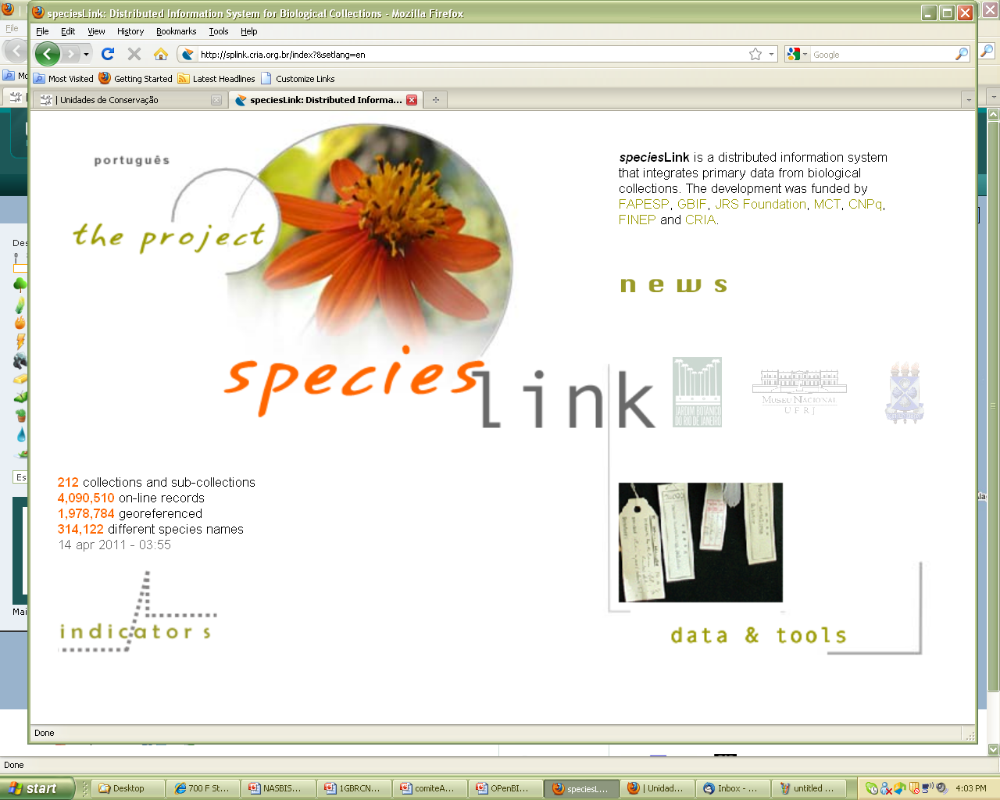 speciesLink: Distributed Information System for Biological Collections - Mozilla Firefox
File Edit View History Bookmarks Tools Help
File
http://splink.cria.org.br/index?&setlang=en
Google
Most Visited Getting Started Latest Headlines Customize Links
| Unidades de Conservação
speciesLink: Distributed Informa...
português
the project
speciesLink is a distributed information system
that integrates primary data from biological
collections. The development was funded by
FAPESP, GBIF, JRS Foundation, MCT, CNPq,
FINEP and CRIA.
news
species
link
JARDIM BOTÂNICO
DO RIO DE JANEIRO
MUSEU NACIONAL
UFRJ
212 collections and sub-collections
4,090,510 on-line records
1,978,784 georeferenced
314,122 different species names
14 apr 2011 - 03:55
indicators
data & tools
Des
Es
Mai
Done
Done
start
Desktop
700 F St...
NASBIS...
1GBRCN...
comiteA...
OPenBI...
speciesL...
| Unidad...
Inbox - ...
untitled ...
4:03 PM